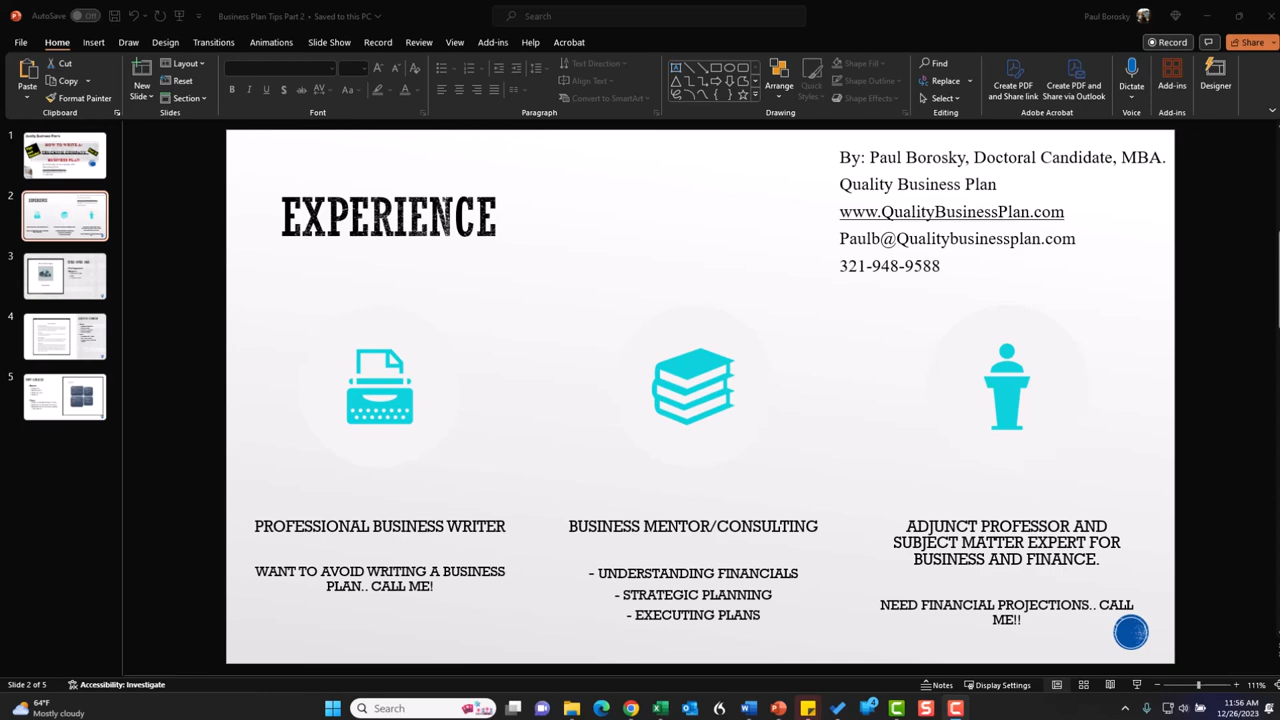 AutoSave Off Business Plan Tips Part 2 • Saved to this PC Search Paul Borosky
File Home Insert Draw Design Transitions Animations Slide Show Record Review View Add-ins Help Acrobat Record Share
Paste Cut Copy Format Painter Clipboard
New Slide Layout Reset Section Slides
Font
Text Direction Align Text Convert to SmartArt Paragraph
Arrange Quick Styles Shape Fill Shape Outline Shape Effects Drawing
Find Replace Select Editing
Create PDF and Share link Create PDF and Share via Outlook Adobe Acrobat
Dictate Voice
Add-ins Add-ins
Designer
1
2
3
4
5
By: Paul Borosky, Doctoral Candidate, MBA.
Quality Business Plan
www.QualityBusinessPlan.com
Paulb@Qualitybusinessplan.com
321-948-9588
EXPERIENCE
PROFESSIONAL BUSINESS WRITER
WANT TO AVOID WRITING A BUSINESS
PLAN.. CALL ME!
BUSINESS MENTOR/CONSULTING
- UNDERSTANDING FINANCIALS
- STRATEGIC PLANNING
- EXECUTING PLANS
ADJUNCT PROFESSOR AND
SUBJECT MATTER EXPERT FOR
BUSINESS AND FINANCE.
NEED FINANCIAL PROJECTIONS.. CALL
ME!!
Slide 2 of 5 Accessibility: Investigate Notes Display Settings 111%
64°F
Mostly cloudy
Search
11:56 AM
12/26/2023